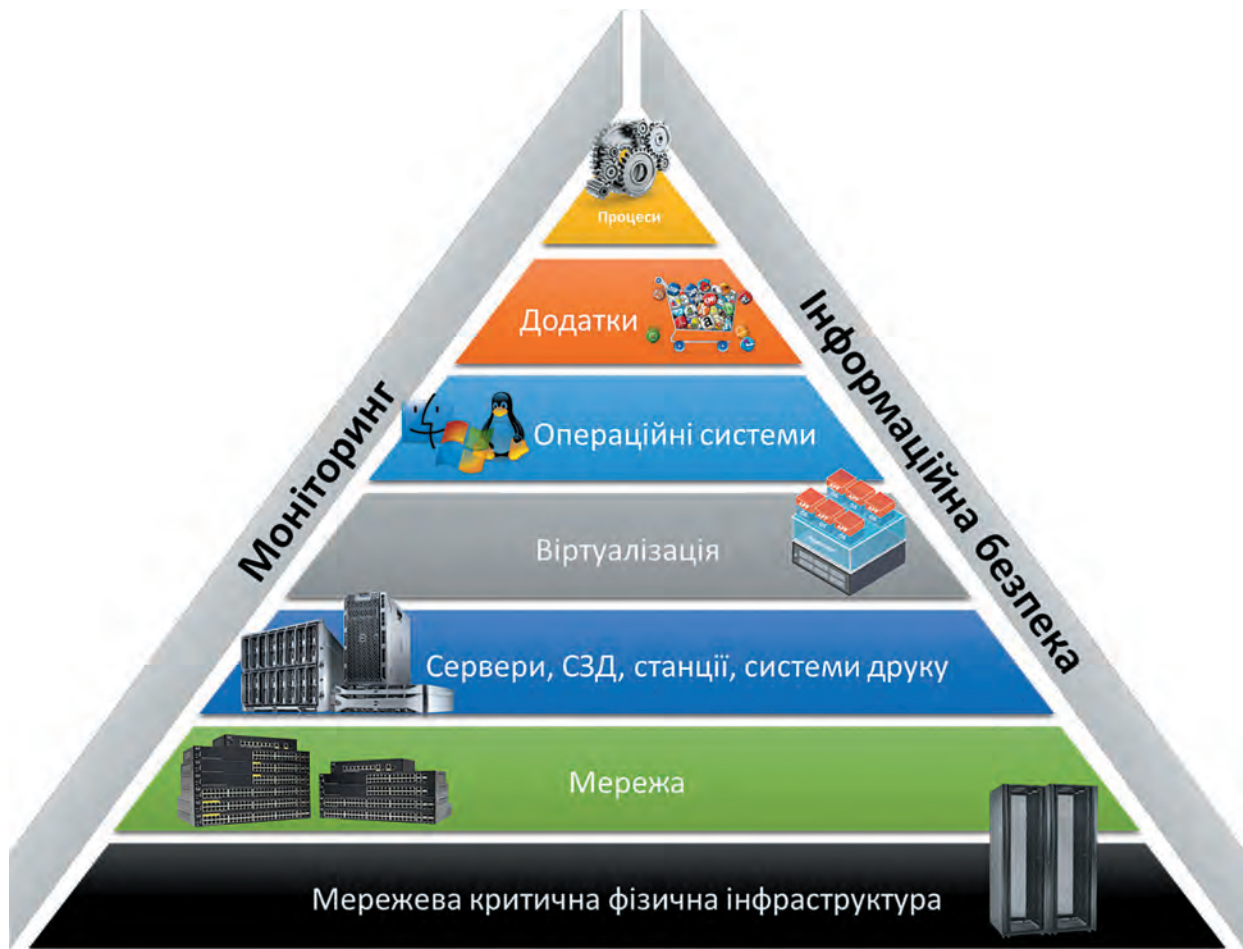 Процеси
Додатки
Операційні системи
Віртуалізація
Сервери, СЗД, станції, системи друку
Мережа
Мережева критична фізична інфраструктура
Моніторинг
Інформаційна безпека